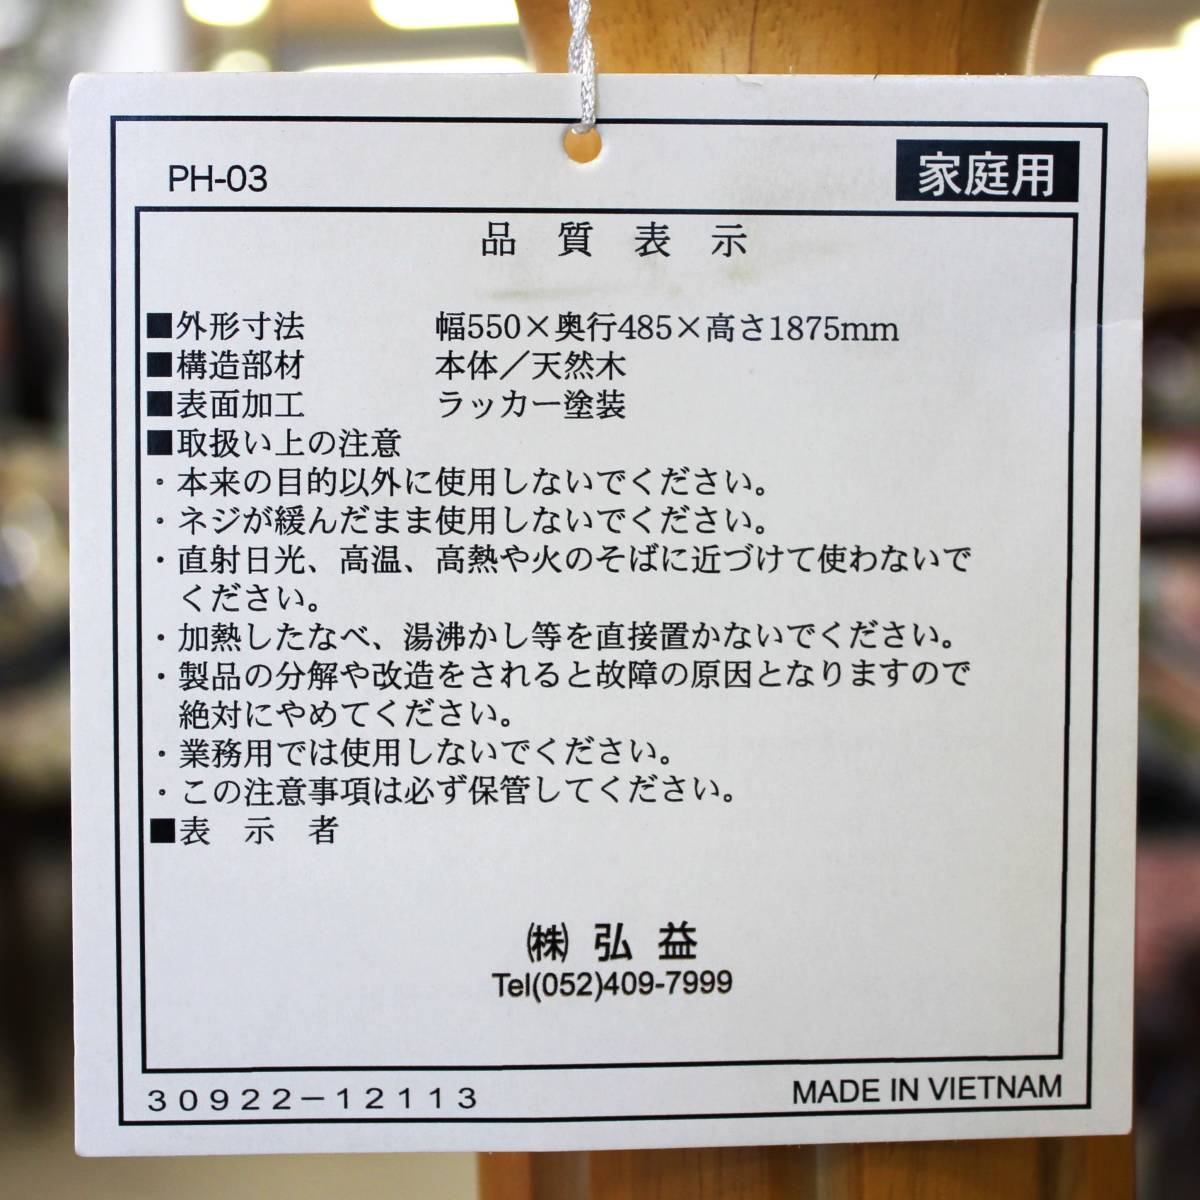 PH-03
家庭用
品質表示
■外形寸法 幅550×奥行485×高さ1875mm
■構造部材 本体／天然木
■表面加工 ラッカー塗装
■取扱い上の注意
・本来の目的以外に使用しないでください。
・ネジが緩んだまま使用しないでください。
・直射日光、高温、高熱や火のそばに近づけて使わないで
ください。
・加熱したなべ、湯沸かし等を直接置かないでください。
・製品の分解や改造をされると故障の原因となりますので
絶対にやめてください。
・業務用では使用しないでください。
・この注意事項は必ず保管してください。
■表示者
㈱弘益
Tel(052)409-7999
30922-12113
MADE IN VIETNAM